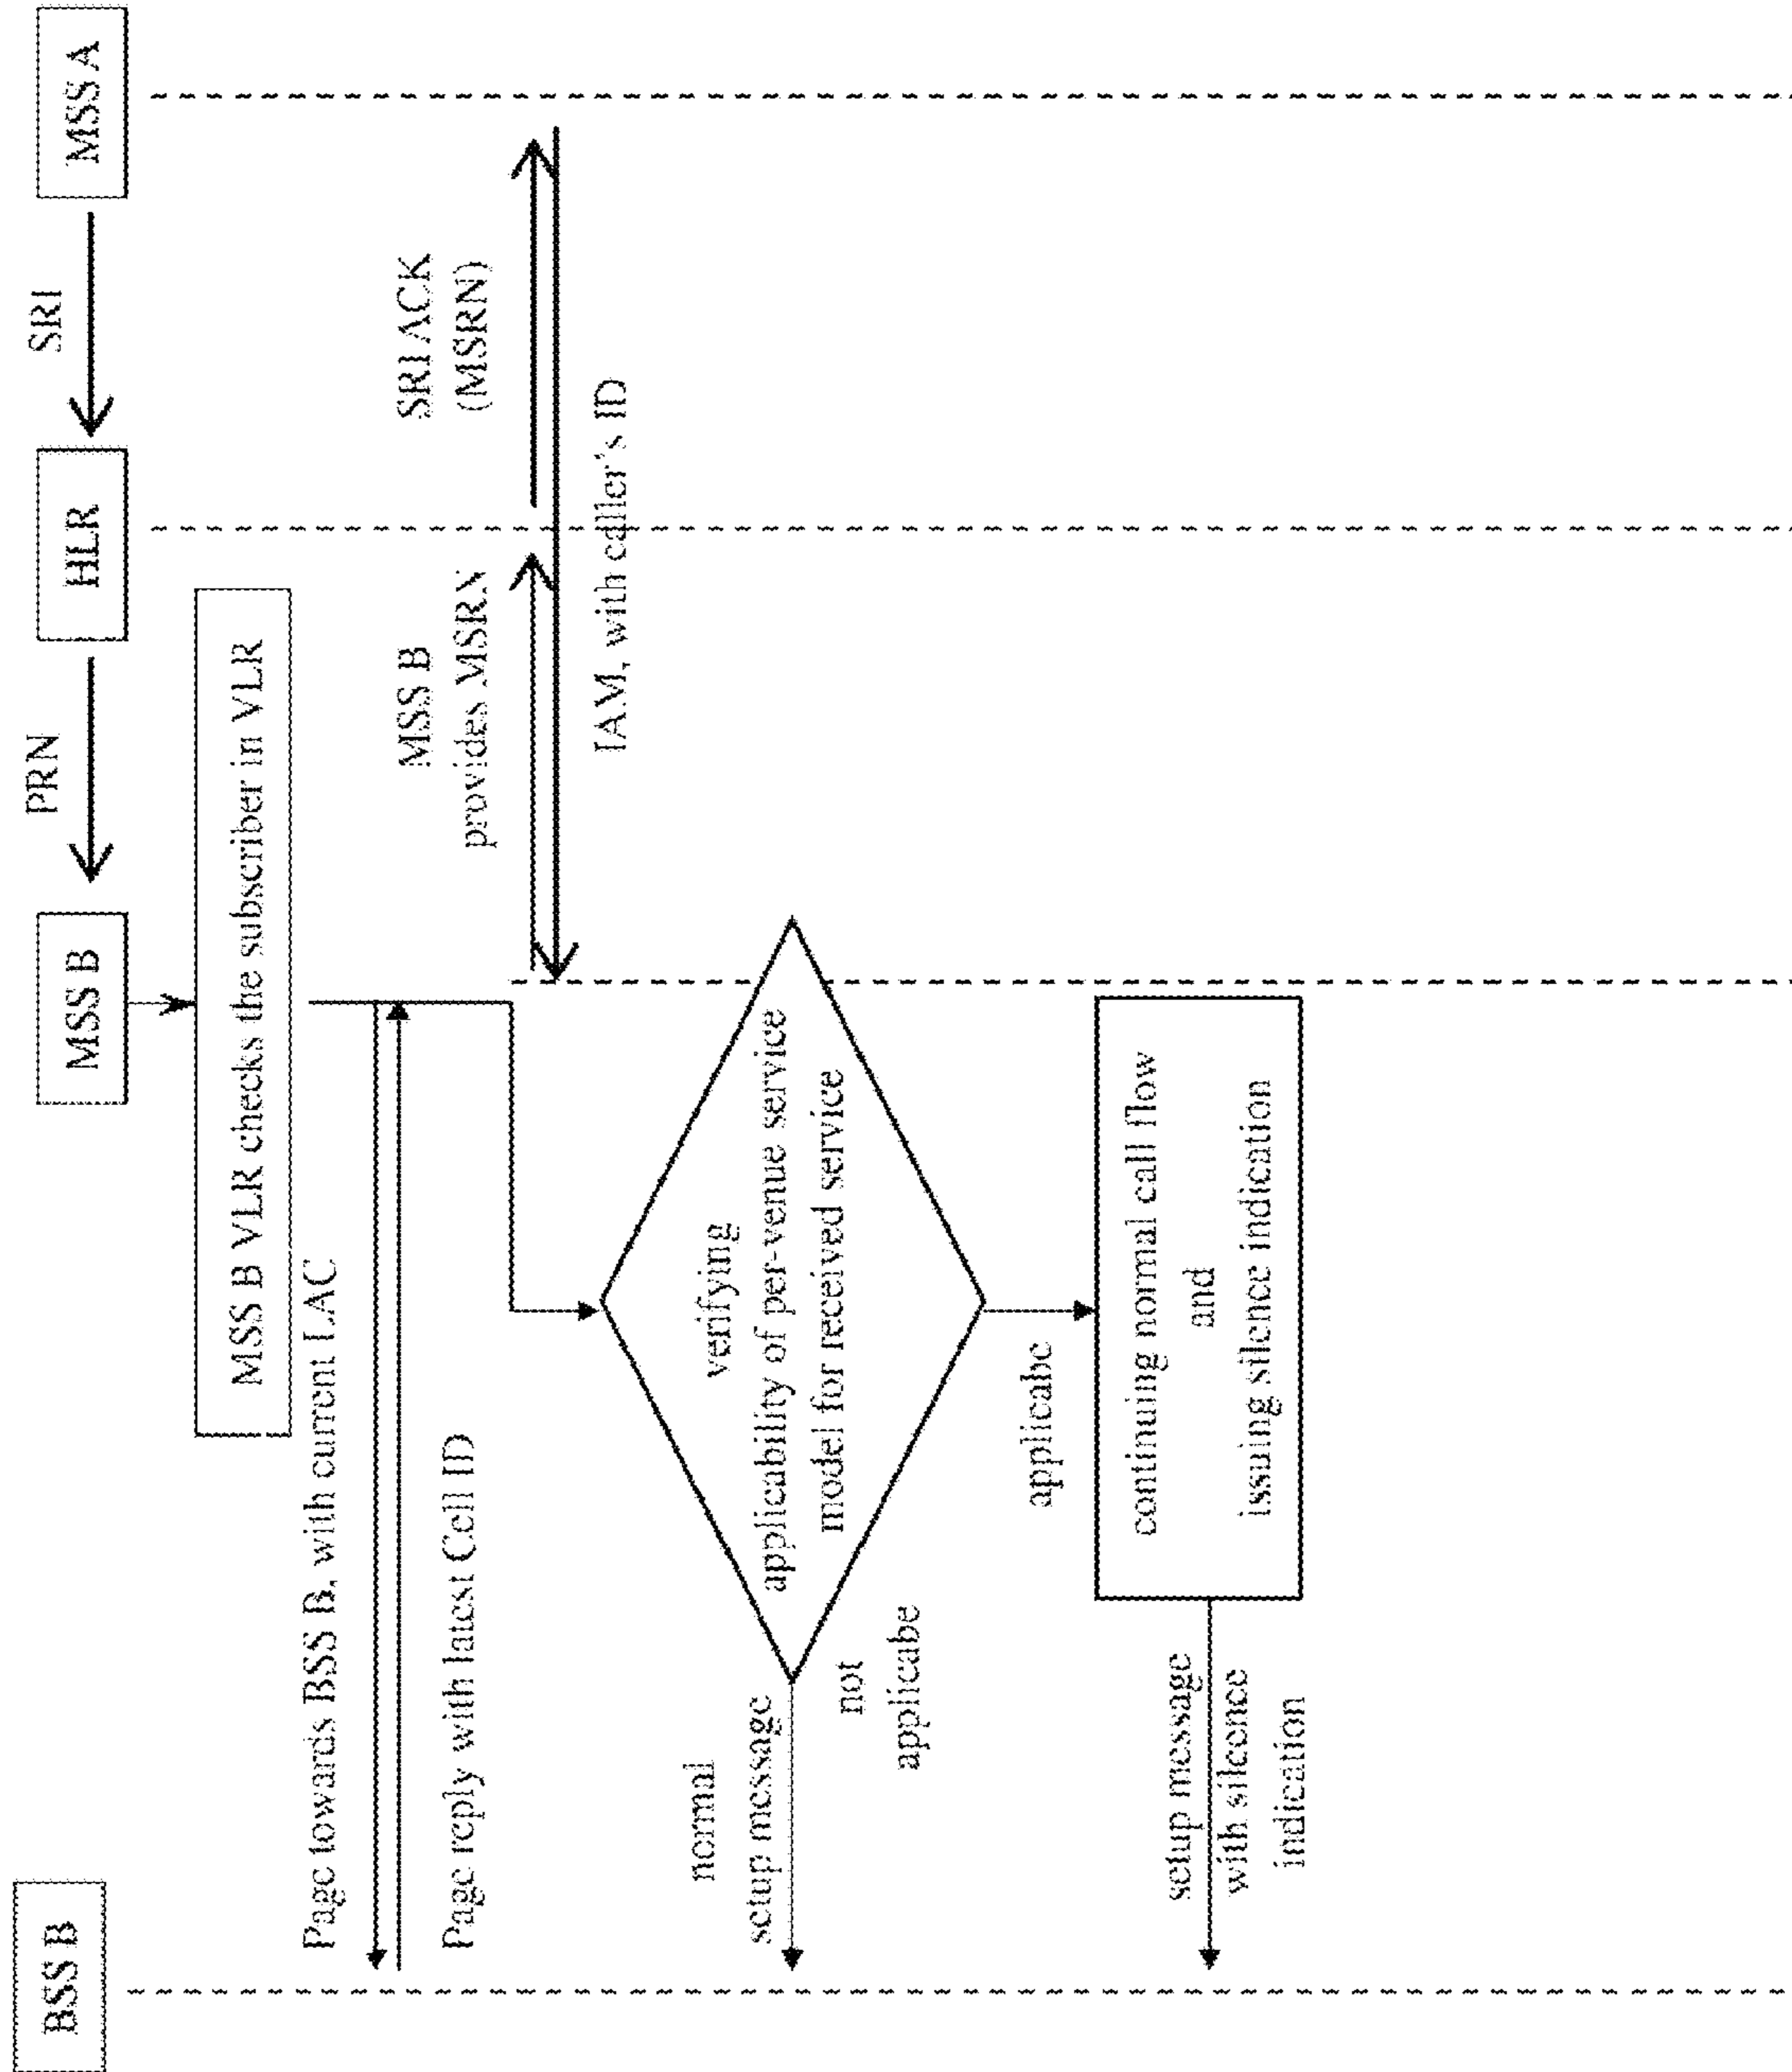 BSS B
MSS B
PRN
HLR
SRI
MSS A
MSS B VLR checks the subscriber in VLR
Page towards BSS B, with current LAC
Page reply with latest Cell ID
MSS B
provides MSRN
SRI ACK
(MSRN)
IAM, with caller's ID
normal
setup message
not
applicabe
verifying
applicability of per-venue service
model for received service
applicabe
continuing normal call flow
and
issuing silence indication
setup message
with silcence
indication